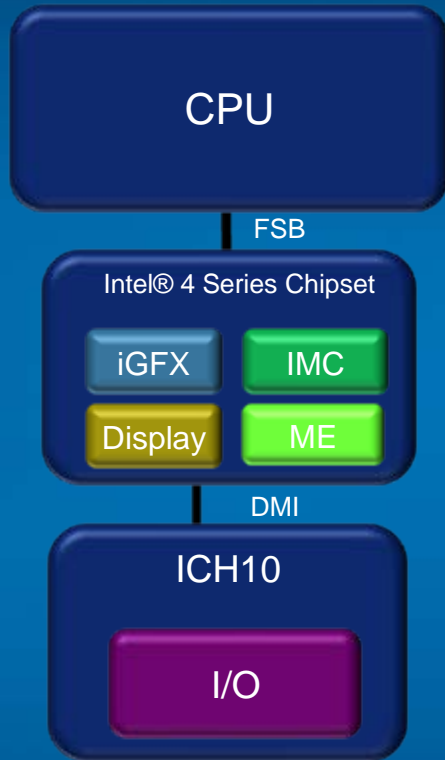 CPU
FSB
Intel® 4 Series Chipset
iGFX IMC
Display ME
DMI
ICH10
I/O